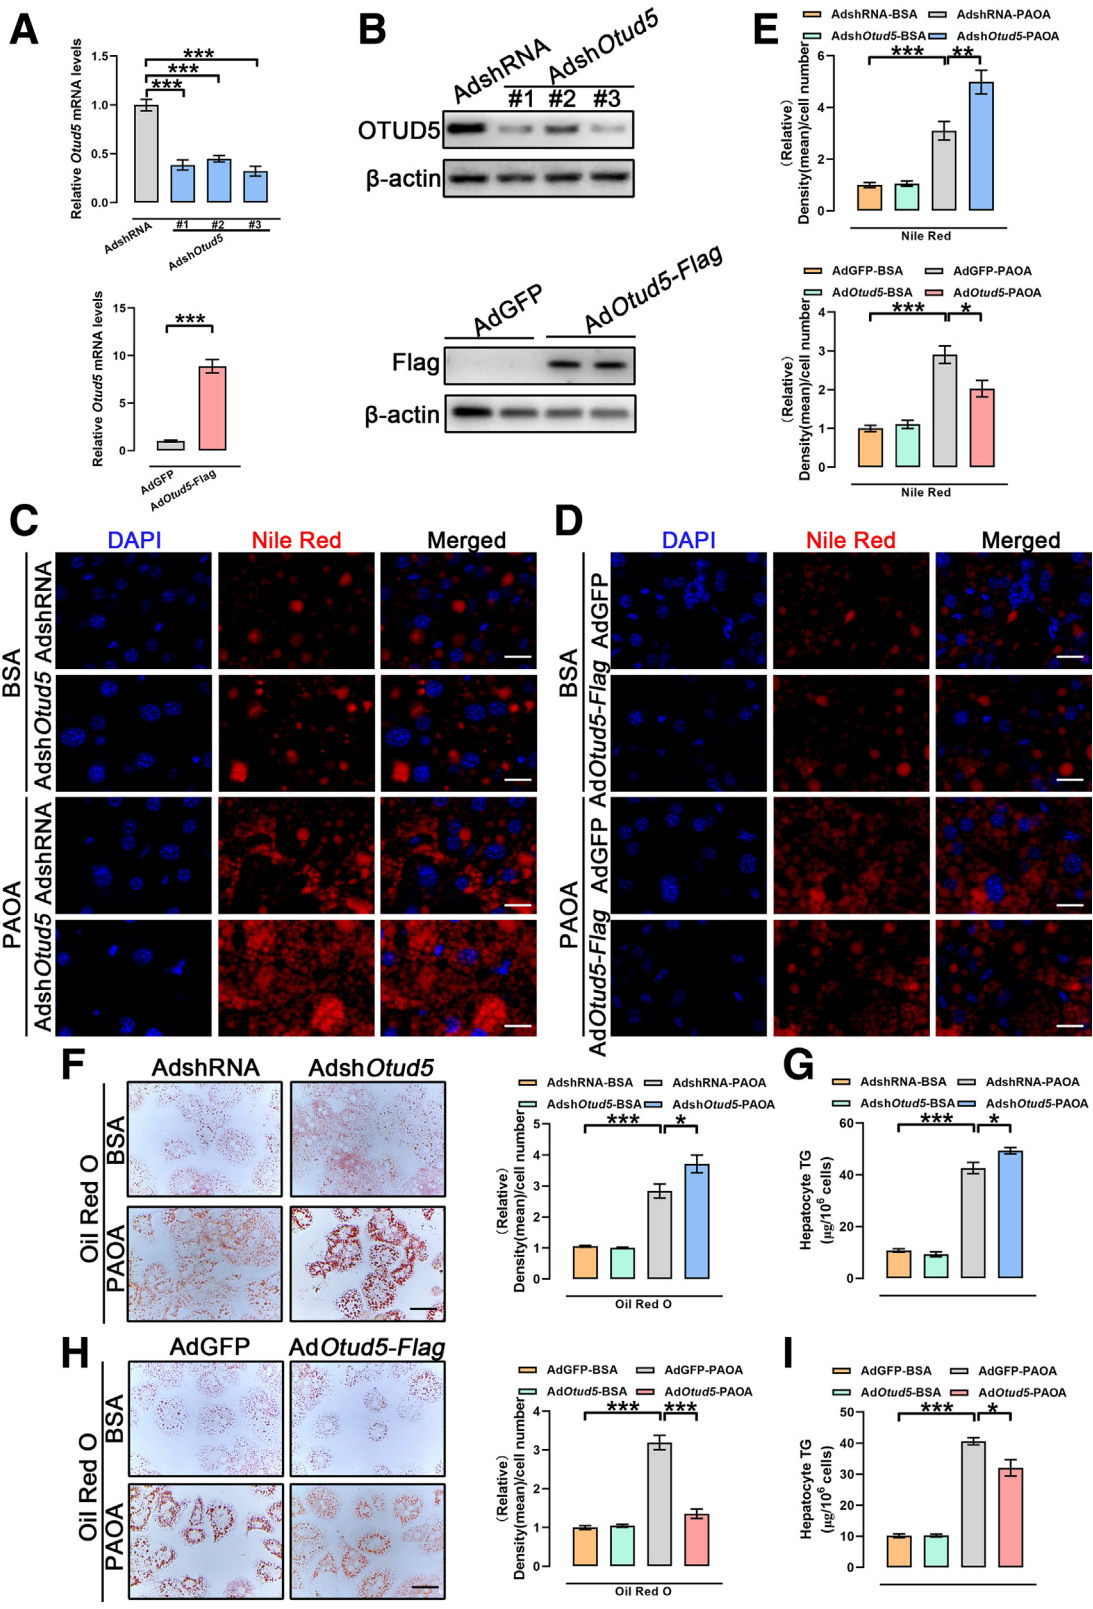 A
Relative Otud5 mRNA levels
1.5
1.0
0.5
0.0
***
***
***
AdshRNA
#1 #2 #3
AdshOtud5
Relative Otud5 mRNA levels
15
10
5
0
***
AdGFP
AdOtud5-Flag
B
AdshRNA
AdshOtud5
#1 #2 #3
OTUD5
β-actin
AdGFP
AdOtud5-Flag
Flag
β-actin
E
AdshRNA-BSA AdshRNA-PAOA
AdshOtud5-BSA AdshOtud5-PAOA
(Relative)
Density(mean)/cell number
6
4
2
0
*** **
Nile Red
AdGFP-BSA AdGFP-PAOA
AdOtud5-BSA AdOtud5-PAOA
(Relative)
Density(mean)/cell number
4
3
2
1
0
*** *
Nile Red
C
DAPI Nile Red Merged
BSA
AdshRNA
AdshOtud5
PAOA
AdshRNA
AdshOtud5
D
DAPI Nile Red Merged
BSA
AdGFP
AdOtud5-Flag
PAOA
AdGFP
AdOtud5-Flag
F
AdshRNA AdshOtud5
Oil Red O
BSA
PAOA
AdshRNA-BSA AdshRNA-PAOA
AdshOtud5-BSA AdshOtud5-PAOA
(Relative)
Density(mean)/cell number
5
4
3
2
1
0
*** *
Oil Red O
G
AdshRNA-BSA AdshRNA-PAOA
AdshOtud5-BSA AdshOtud5-PAOA
Hepatocyte TG
(μg/10⁶ cells)
60
40
20
0
*** *
H
AdGFP AdOtud5-Flag
Oil Red O
BSA
PAOA
AdGFP-BSA AdGFP-PAOA
AdOtud5-BSA AdOtud5-PAOA
(Relative)
Density(mean)/cell number
4
3
2
1
0
*** ***
Oil Red O
I
AdGFP-BSA AdGFP-PAOA
AdOtud5-BSA AdOtud5-PAOA
Hepatocyte TG
(μg/10⁶ cells)
50
40
30
20
10
0
*** *